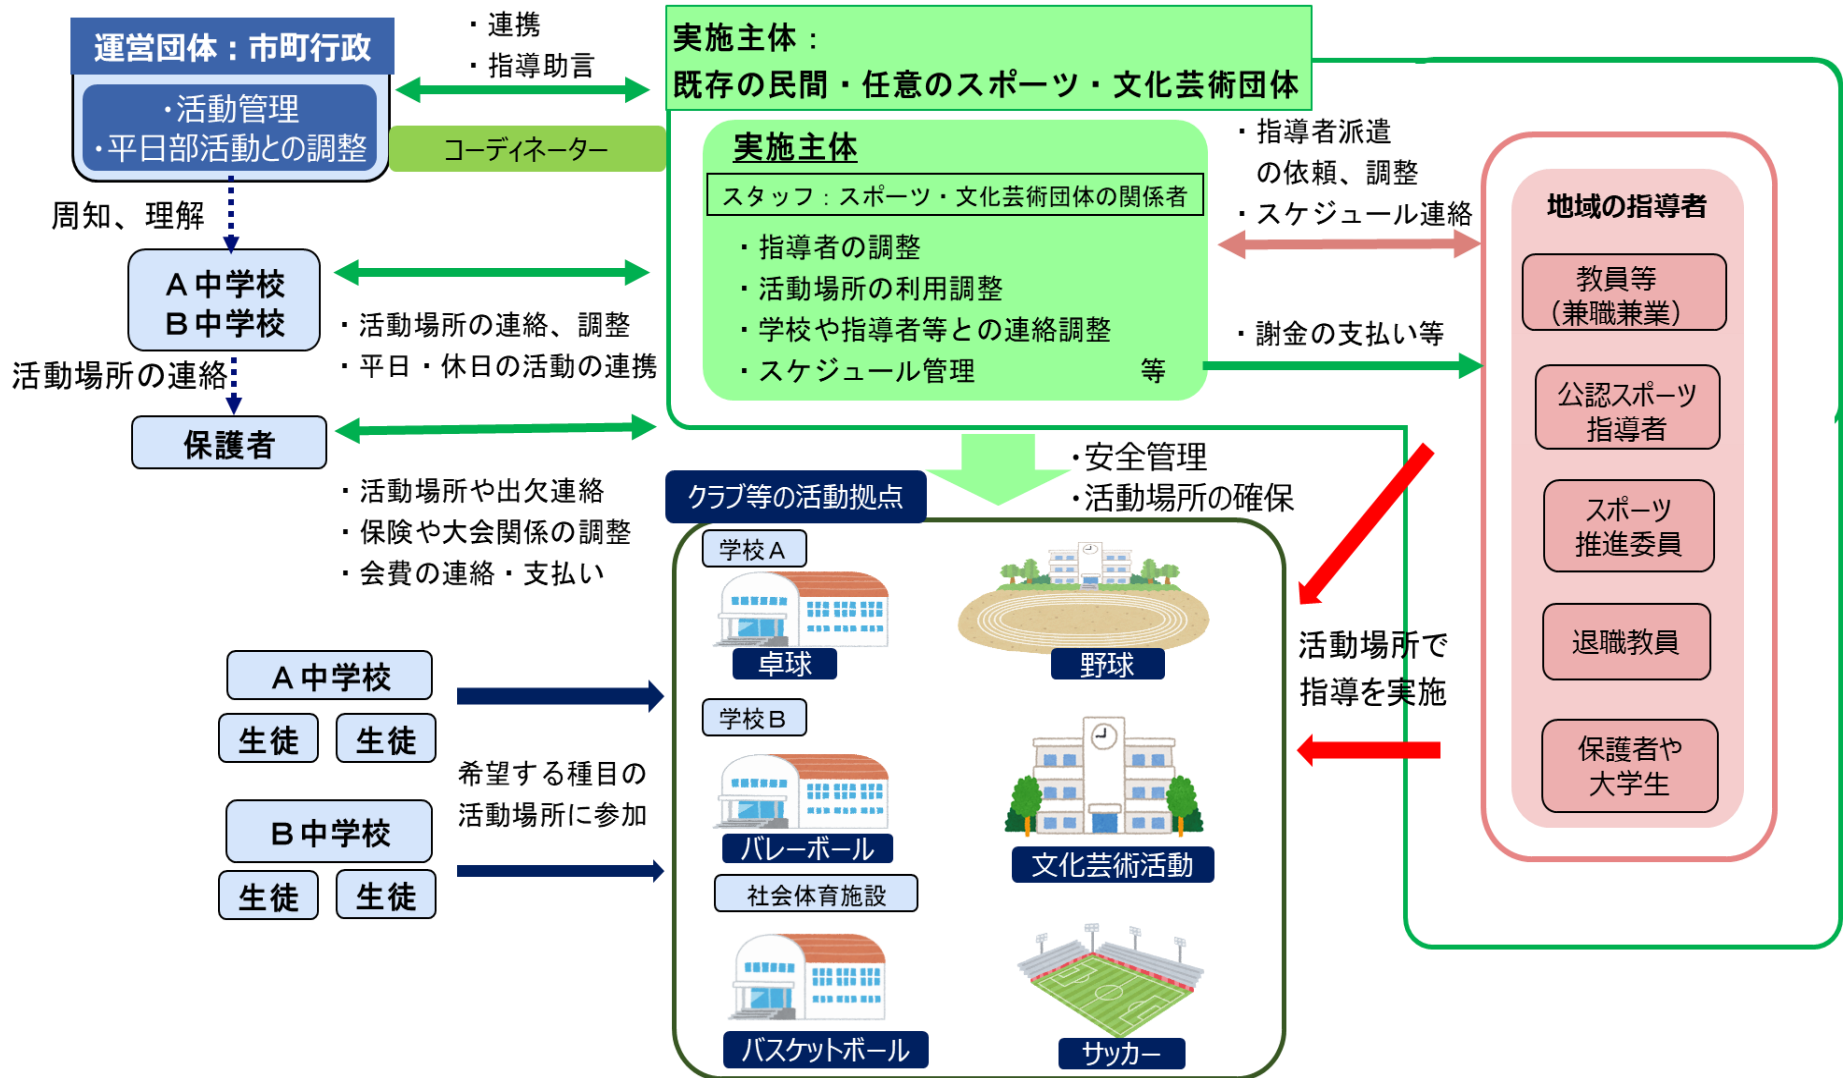 運営団体：市町行政
・活動管理
・平日部活動との調整
・連携
・指導助言
コーディネーター
実施主体：
既存の民間・任意のスポーツ・文化芸術団体
実施主体
スタッフ：スポーツ・文化芸術団体の関係者
・指導者の調整
・活動場所の利用調整
・学校や指導者等との連絡調整
・スケジュール管理　　　　　　等
・指導者派遣
の依頼、調整
・スケジュール連絡
・謝金の支払い等
地域の指導者
教員等
（兼職兼業）
公認スポーツ
指導者
スポーツ
推進委員
退職教員
保護者や
大学生
周知、理解
Ａ中学校
Ｂ中学校
・活動場所の連絡、調整
・平日・休日の活動の連携
活動場所の連絡
保護者
・活動場所や出欠連絡
・保険や大会関係の調整
・会費の連絡・支払い
・安全管理
・活動場所の確保
クラブ等の活動拠点
学校Ａ
卓球
野球
学校Ｂ
バレーボール
文化芸術活動
社会体育施設
バスケットボール
サッカー
活動場所で
指導を実施
Ａ中学校
生徒
生徒
希望する種目の
活動場所に参加
Ｂ中学校
生徒
生徒